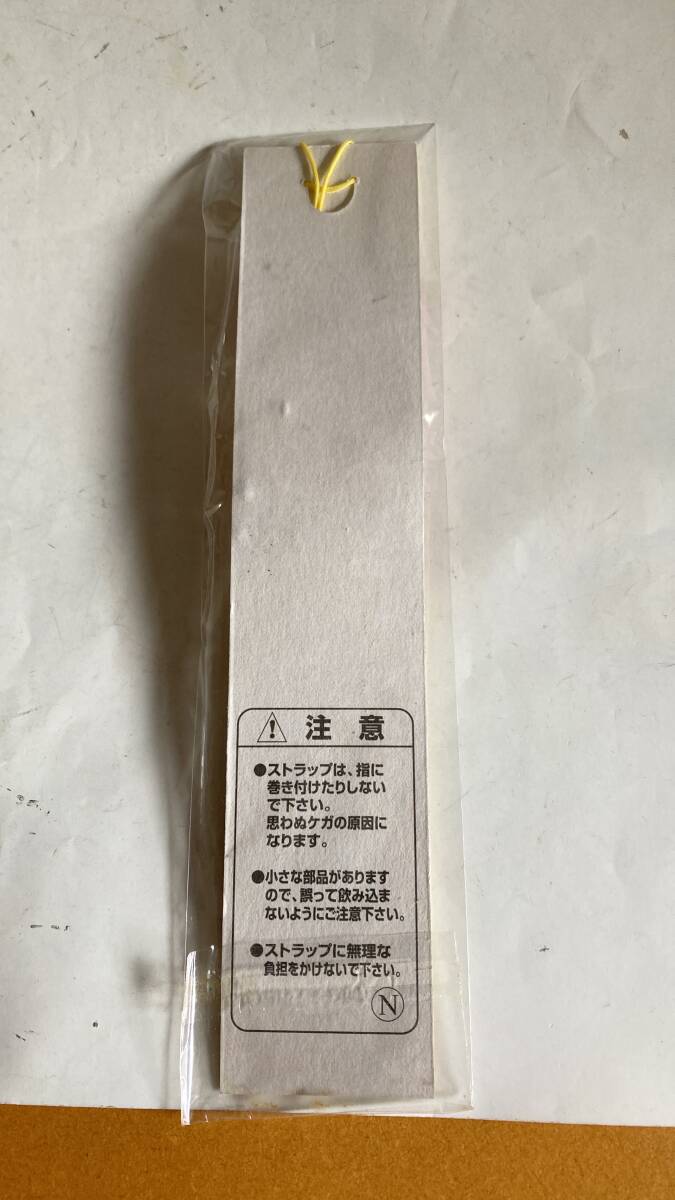 注 意
●ストラップは、指に
巻き付けたりしない
で下さい。
思わぬケガの原因に
なります。
●小さな部品があります
ので、誤って飲み込ま
ないようにご注意下さい。
●ストラップに無理な
負担をかけないで下さい。
N